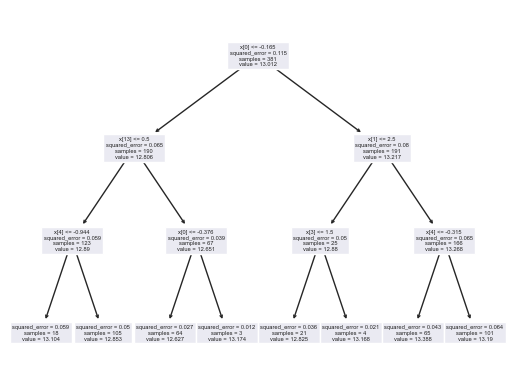 x[0] <= -0.165
squared_error = 0.115
samples = 381
value = 13.012
x[13] <= 0.5
squared_error = 0.065
samples = 190
value = 12.806
x[1] <= 2.5
squared_error = 0.08
samples = 191
value = 13.217
x[4] <= -0.944
squared_error = 0.059
samples = 123
value = 12.89
x[0] <= -0.376
squared_error = 0.039
samples = 67
value = 12.651
x[3] <= 1.5
squared_error = 0.05
samples = 25
value = 12.88
x[4] <= -0.315
squared_error = 0.065
samples = 166
value = 13.268
squared_error = 0.059
samples = 18
value = 13.104
squared_error = 0.05
samples = 105
value = 12.853
squared_error = 0.027
samples = 64
value = 12.627
squared_error = 0.012
samples = 3
value = 13.174
squared_error = 0.036
samples = 21
value = 12.825
squared_error = 0.021
samples = 4
value = 13.168
squared_error = 0.043
samples = 65
value = 13.388
squared_error = 0.064
samples = 101
value = 13.19